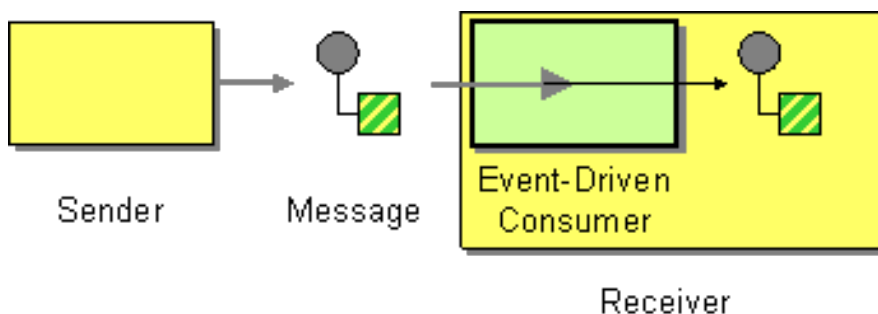 Sender
Message
Event-Driven
Consumer
Receiver